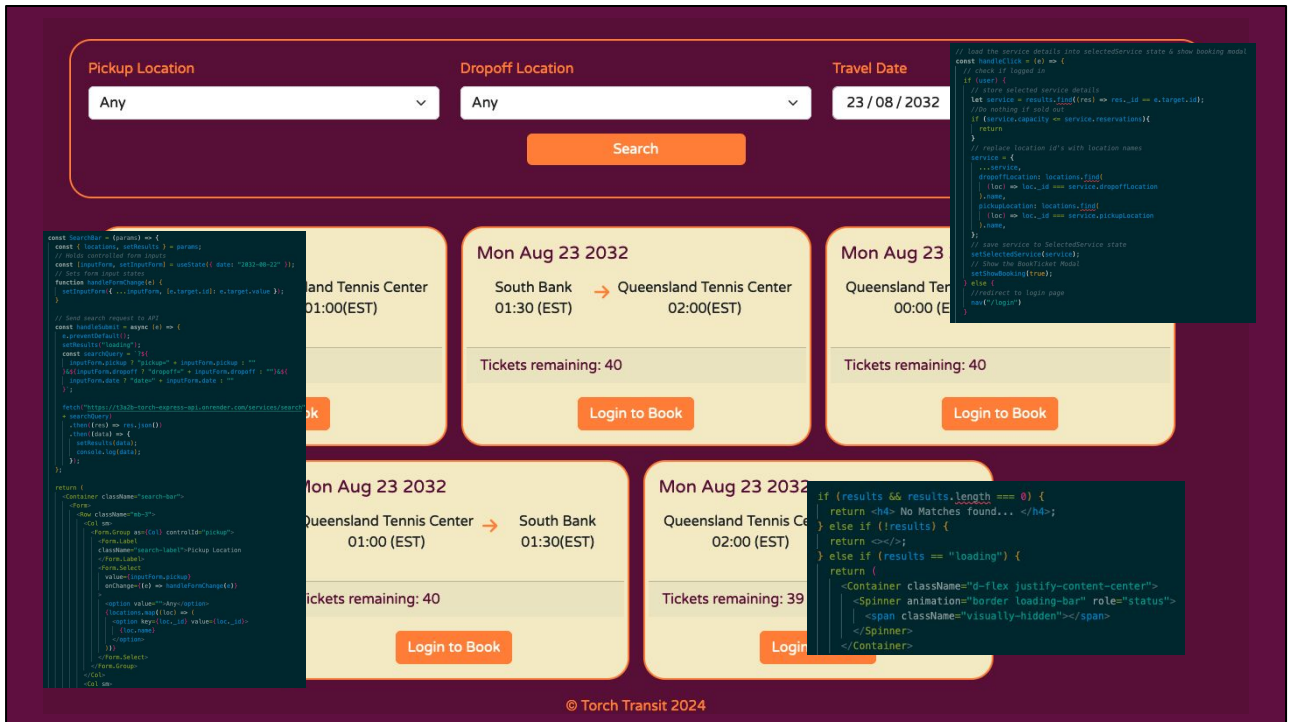 Pickup Location
Any
Dropoff Location
Any
Travel Date
23 / 08 / 2032
Search
// load the service details into selectedService state & show booking modal
const handleClick = (e) => {
// check if logged in
if (user) {
// store selected service details
let service = results.find((res) => res._id == e.target.id);
//Do nothing if sold out
if (service.capacity <= service.reservations){
return
}
// replace location id's with location names
service = {
...service,
dropoffLocation: locations.find(
(loc) => loc._id === service.dropoffLocation
).name,
pickupLocation: locations.find(
(loc) => loc._id === service.pickupLocation
).name,
};
// save service to SelectedService state
setSelectedService(service);
// Show the BookTicket Modal
setShowBooking(true);
} else {
//redirect to login page
nav("/login")
const SearchBar = (params) => {
const { locations, setResults } = params;
// Holds controlled form inputs
const [inputForm, setInputForm] = useState({ date: "2032-08-22" });
// Sets form input states
function handleFormChange(e) {
setInputForm({ ...inputForm, [e.target.id]: e.target.value });
}
// Send search request to API
const handleSubmit = async (e) => {
e.preventDefault();
setResults("loading");
const searchQuery = `?${
inputForm.pickup ? "pickup=" + inputForm.pickup : ""
}&${inputForm.dropoff ? "dropoff=" + inputForm.dropoff : ""}&${
inputForm.date ? "date=" + inputForm.date : ""
}`;
fetch("https://t3a2b-torch-express-api.onrender.com/services/search"
+ searchQuery)
.then((res) => res.json())
.then((data) => {
setResults(data);
console.log(data);
});
};
return (
<Container className="search-bar">
<Form>
<Row className="mb-3">
<Col sm>
<Form.Group as={Col} controlId="pickup">
<Form.Label
className="search-label">Pickup Location
</Form.Label>
<Form.Select
value={inputForm.pickup}
onChange={(e) => handleFormChange(e)}
>
<option value="">Any</option>
{locations.map((loc) => (
<option key={loc._id} value={loc._id}>
{loc.name}
</option>
))}
</Form.Select>
</Form.Group>
</Col>
<Col sm>
land Tennis Center
01:00(EST)
ok
Mon Aug 23 2032
South Bank → Queensland Tennis Center
01:30 (EST) 02:00(EST)
Tickets remaining: 40
Login to Book
Mon Aug 23
Queensland Ten
00:00 (E
Tickets remaining: 40
Login to Book
Mon Aug 23 2032
Queensland Tennis Center → South Bank
01:00 (EST) 01:30(EST)
Tickets remaining: 40
Login to Book
Mon Aug 23 2032
Queensland Tennis Ce
02:00 (EST)
Tickets remaining: 39
Login
if (results && results.length === 0) {
return <h4> No Matches found... </h4>;
} else if (!results) {
return <></>;
} else if (results == "loading") {
return (
<Container className="d-flex justify-content-center">
<Spinner animation="border loading-bar" role="status">
<span className="visually-hidden"></span>
</Spinner>
</Container>
© Torch Transit 2024